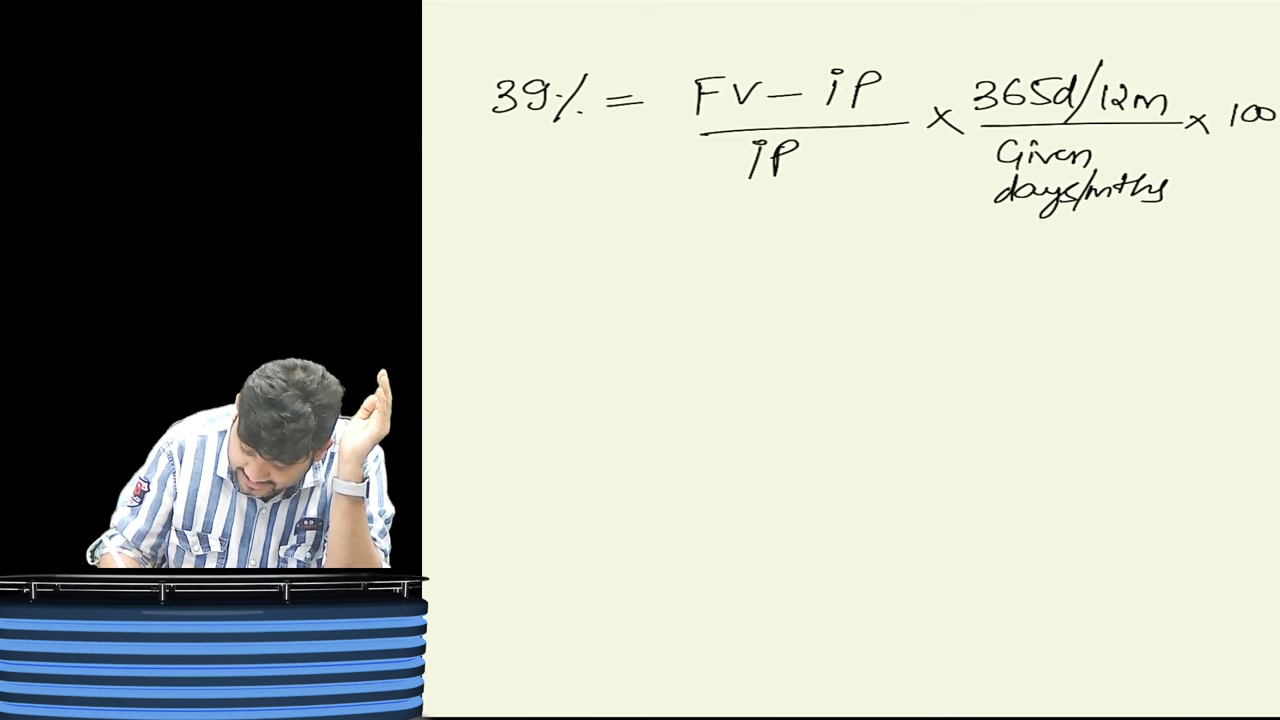 39% = FV - iP / iP × 365d/12m / Given days/mths × 100